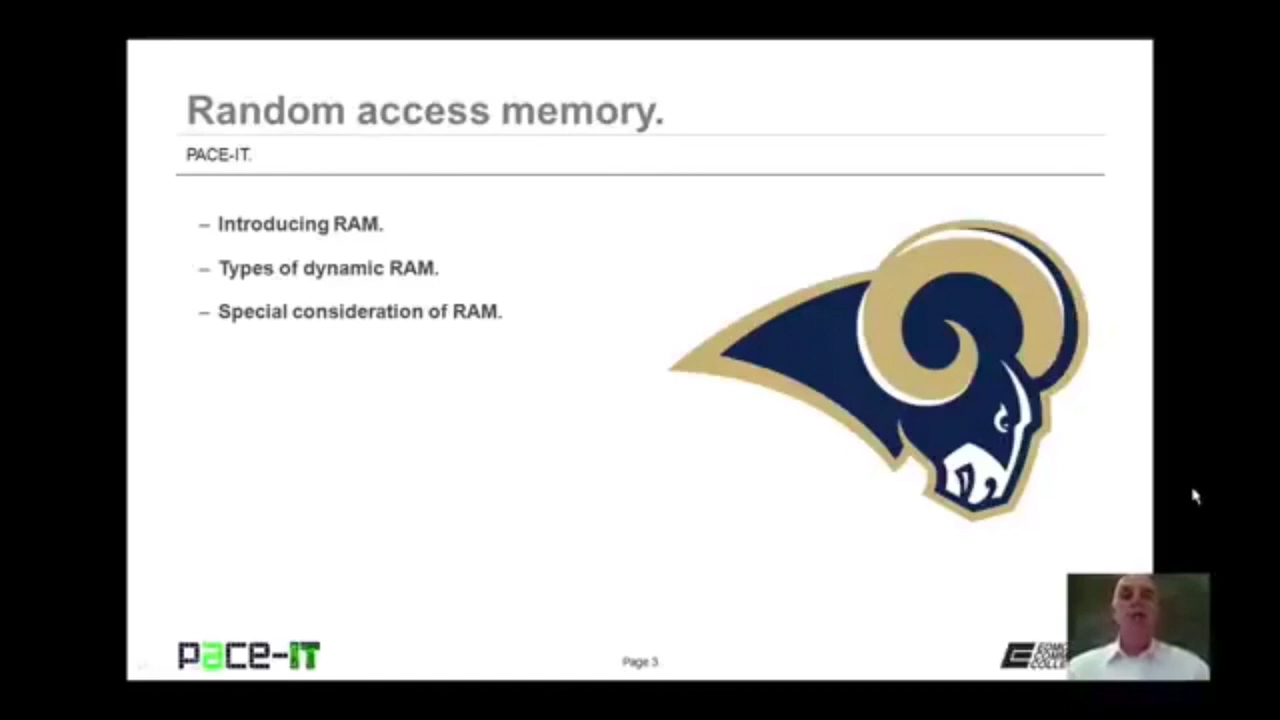 Random access memory.
PACE-IT.
– Introducing RAM.
– Types of dynamic RAM.
– Special consideration of RAM.
pace-IT
Page 3